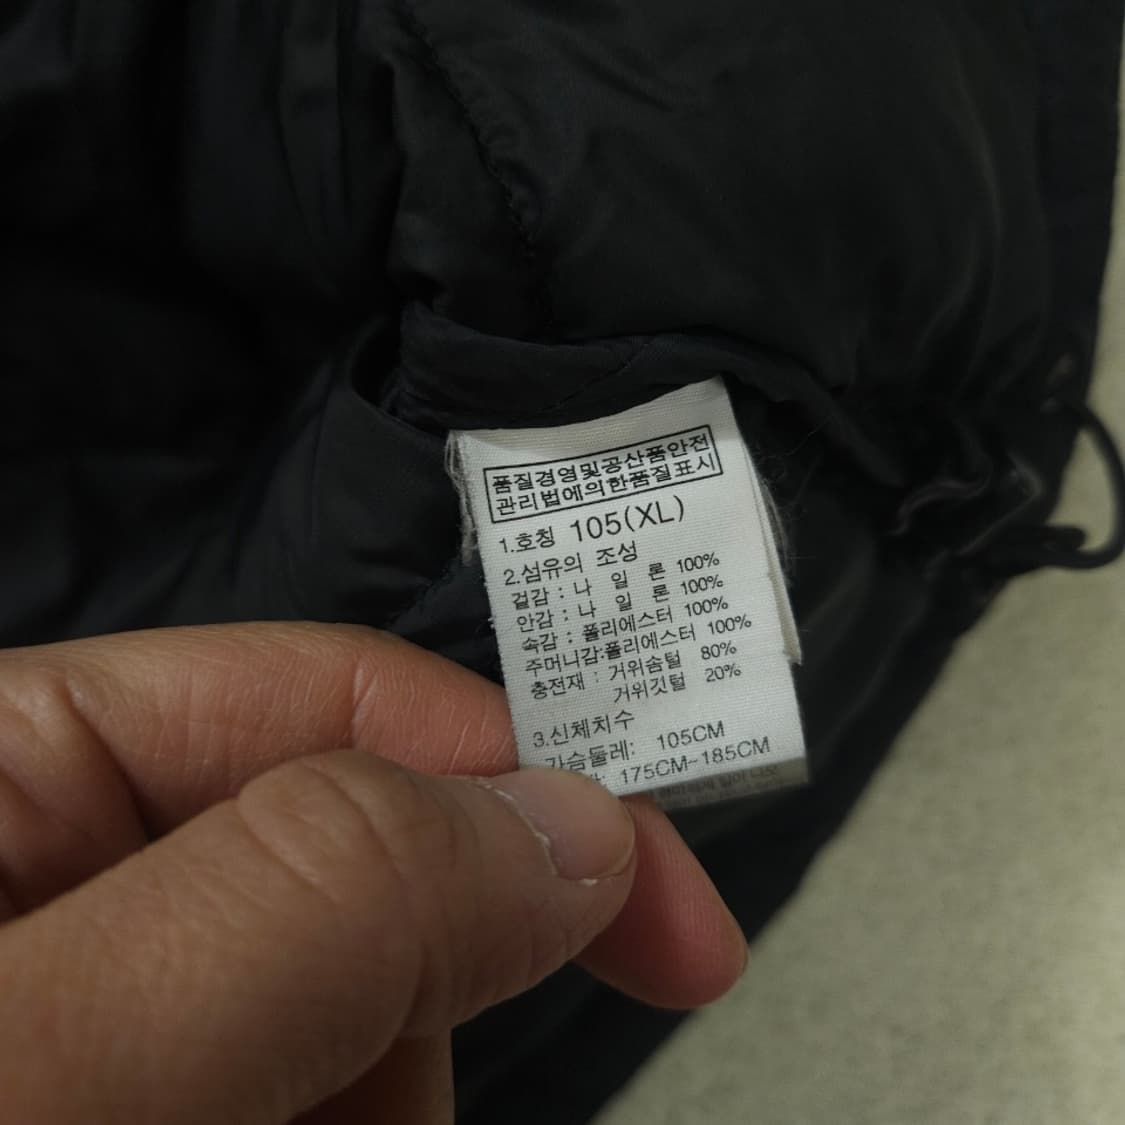 품질경영및공산품안전
관리법에의한품질표시
1.호칭 105(XL)
2.섬유의 조성
겉감 : 나 일 론 100%
안감 : 나 일 론 100%
속감 : 폴리에스터 100%
주머니감:폴리에스터 100%
충전재 : 거위솜털 80%
거위깃털 20%
3.신체치수
가슴둘레: 105CM
175CM~185CM